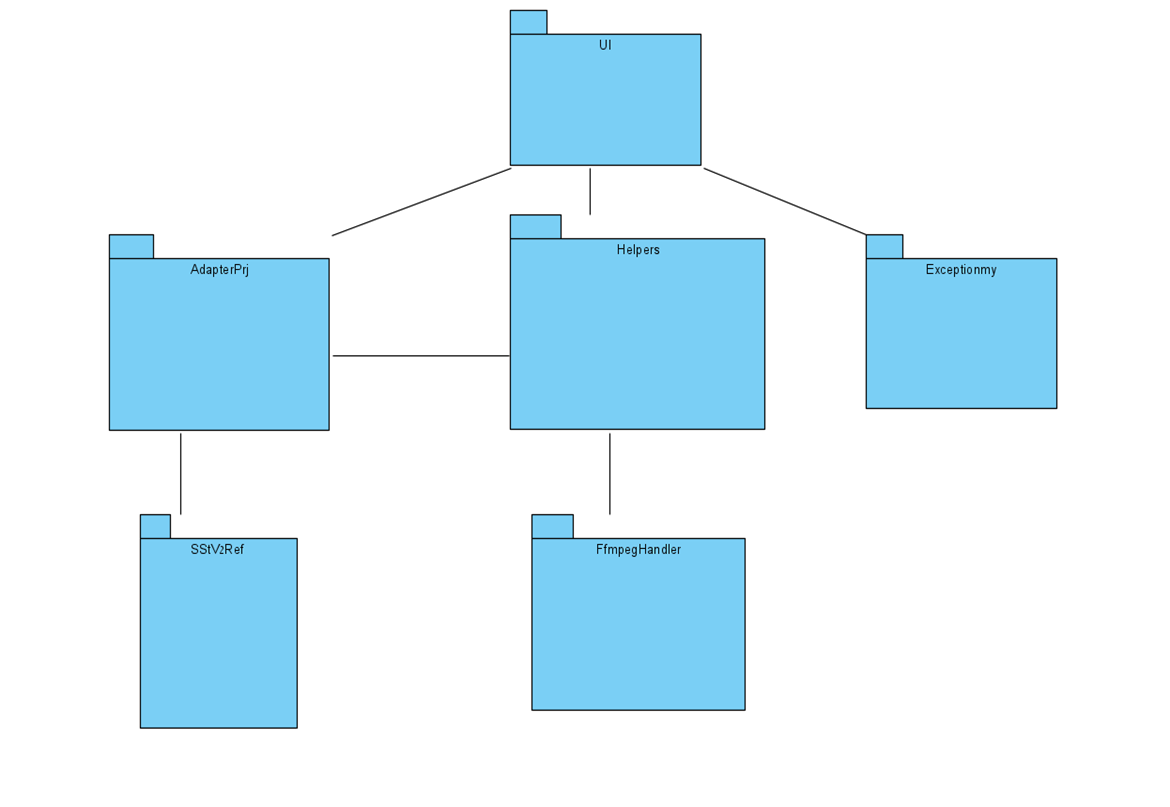 UI
Helpers
AdapterPrj
Exceptionmy
SStV2Ref
FfmpegHandler